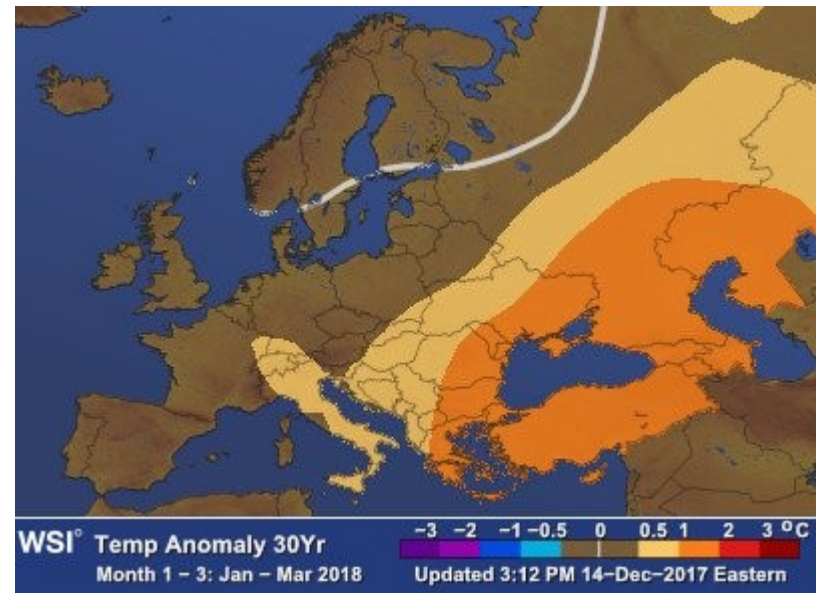 −3 −2 −1 −0.5 0 0.5 1 2 3 °C
WSI° Temp Anomaly 30Yr
Month 1 − 3: Jan − Mar 2018 Updated 3:12 PM 14−Dec−2017 Eastern